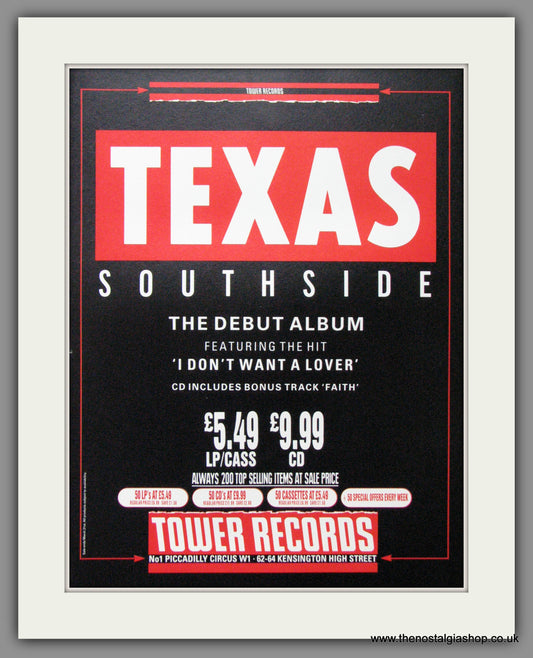 TOWER RECORDS
TEXAS
SOUTHSIDE
THE DEBUT ALBUM
FEATURING THE HIT
‘I DON'T WANT A LOVER’
CD INCLUDES BONUS TRACK ‘FAITH’
£5.49 £9.99
LP/CASS CD
ALWAYS 200 TOP SELLING ITEMS AT SALE PRICE
50 LP's AT £5.49 50 CD's AT £9.99 50 CASSETTES AT £5.49 50 SPECIAL OFFERS EVERY WEEK
TOWER RECORDS
No1 PICCADILLY CIRCUS W1 · 62-64 KENSINGTON HIGH STREET
www.thenostalgiashop.co.uk